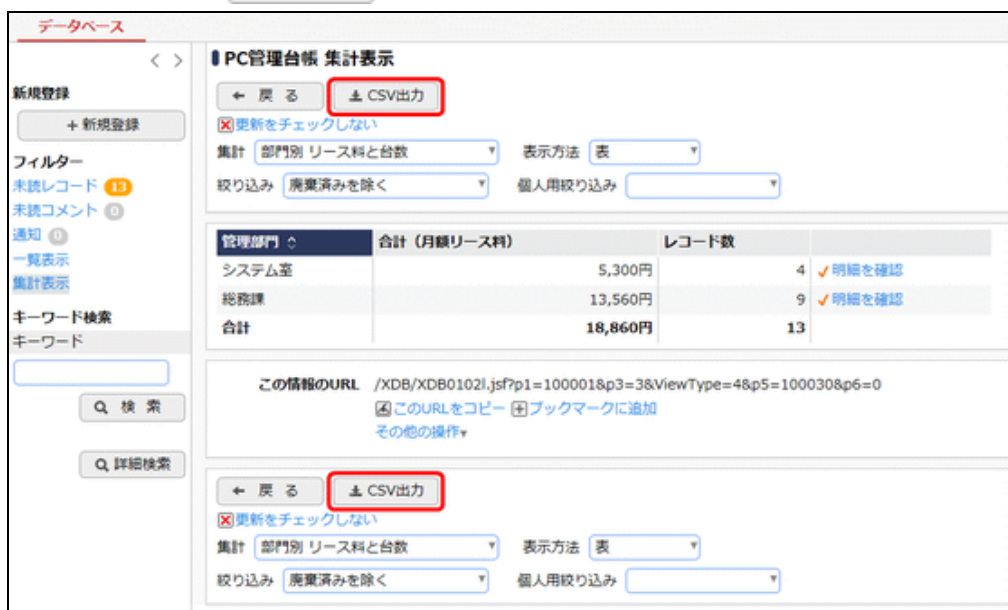 データベース
< >
新規登録
+ 新規登録
フィルター
未読レコード 13
未読コメント 0
通知 0
一覧表示
集計表示
キーワード検索
キーワード
検 索
詳細検索
PC管理台帳 集計表示
戻 る CSV出力
更新をチェックしない
集計 部門別 リース料と台数 表示方法 表
絞り込み 廃棄済みを除く 個人用絞り込み
管理部門 合計（月額リース料） レコード数
システム室 5,300円 4 明細を確認
総務課 13,560円 9 明細を確認
合計 18,860円 13
この情報のURL /XDB/XDB0102l.jsf?p1=100001&p3=3&ViewType=4&p5=100030&p6=0
このURLをコピー ブックマークに追加
その他の操作▾
戻 る CSV出力
更新をチェックしない
集計 部門別 リース料と台数 表示方法 表
絞り込み 廃棄済みを除く 個人用絞り込み